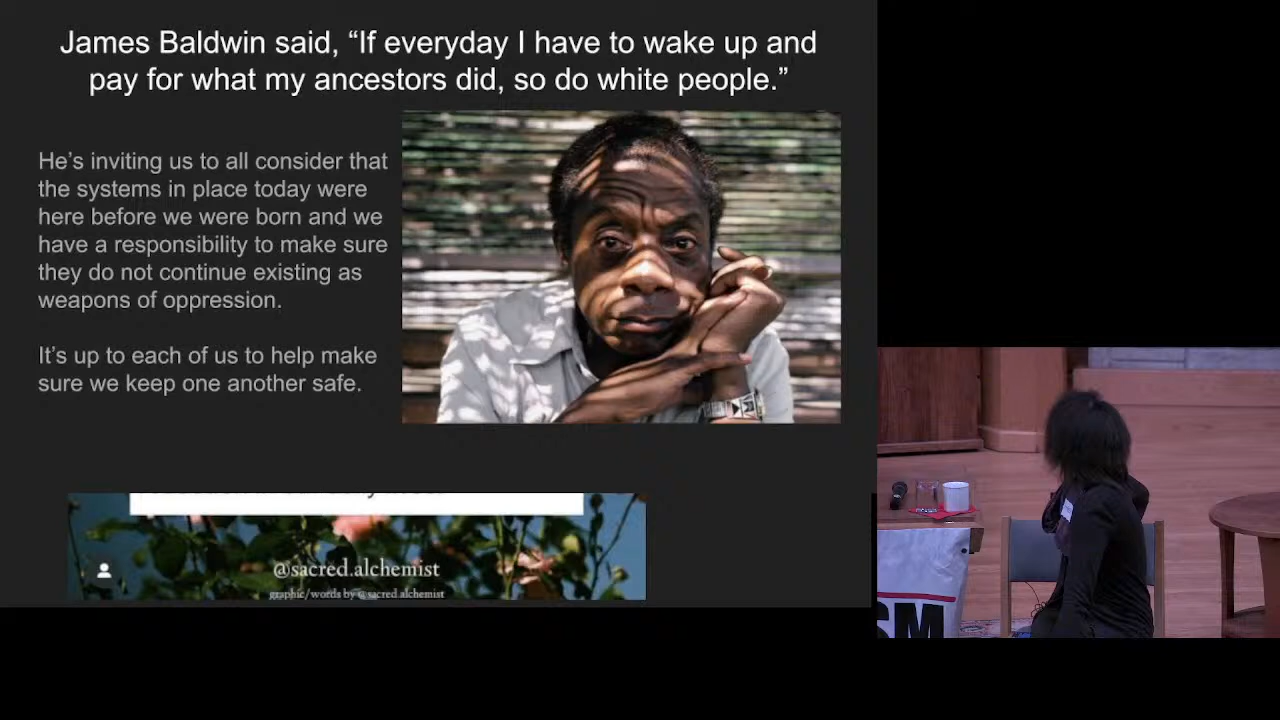 James Baldwin said, “If everyday I have to wake up and
pay for what my ancestors did, so do white people.”
He’s inviting us to all consider that
the systems in place today were
here before we were born and we
have a responsibility to make sure
they do not continue existing as
weapons of oppression.
It’s up to each of us to help make
sure we keep one another safe.
@sacred.alchemist
graphic/words by @sacred.alchemist
SM